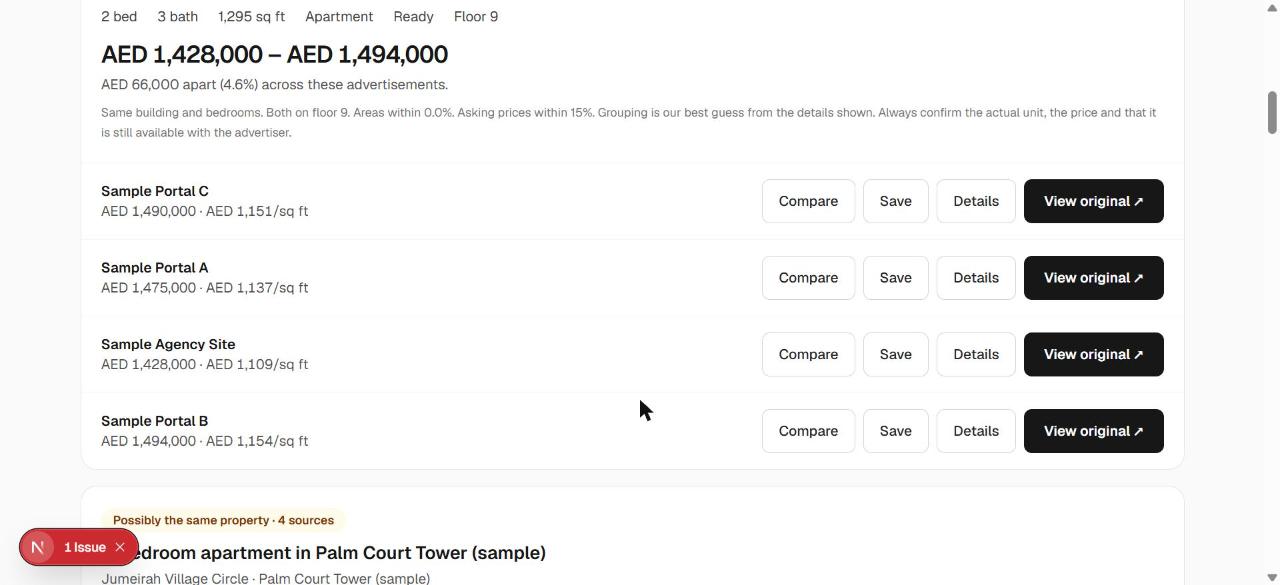 2 bed 3 bath 1,295 sq ft Apartment Ready Floor 9
AED 1,428,000 – AED 1,494,000
AED 66,000 apart (4.6%) across these advertisements.
Same building and bedrooms. Both on floor 9. Areas within 0.0%. Asking prices within 15%. Grouping is our best guess from the details shown. Always confirm the actual unit, the price and that it
is still available with the advertiser.
Sample Portal C
AED 1,490,000 · AED 1,151/sq ft
Compare Save Details View original ↗
Sample Portal A
AED 1,475,000 · AED 1,137/sq ft
Compare Save Details View original ↗
Sample Agency Site
AED 1,428,000 · AED 1,109/sq ft
Compare Save Details View original ↗
Sample Portal B
AED 1,494,000 · AED 1,154/sq ft
Compare Save Details View original ↗
Possibly the same property · 4 sources
edroom apartment in Palm Court Tower (sample)
N 1 Issue ×
Jumeirah Village Circle · Palm Court Tower (sample)